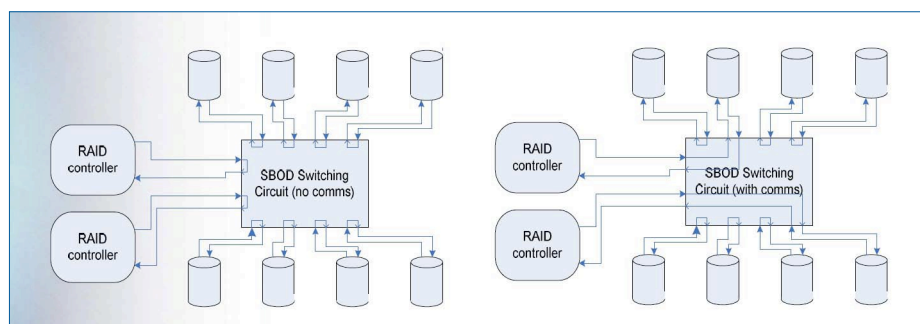 RAID
controller
SBOD Switching
Circuit (no comms)
RAID
controller
RAID
controller
SBOD Switching
Circuit (with comms)
RAID
controller